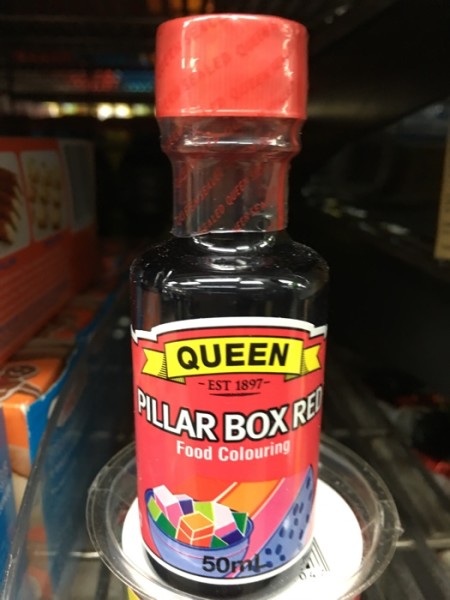 QUEEN
- EST 1897-
PILLAR BOX RED
Food Colouring
50mL